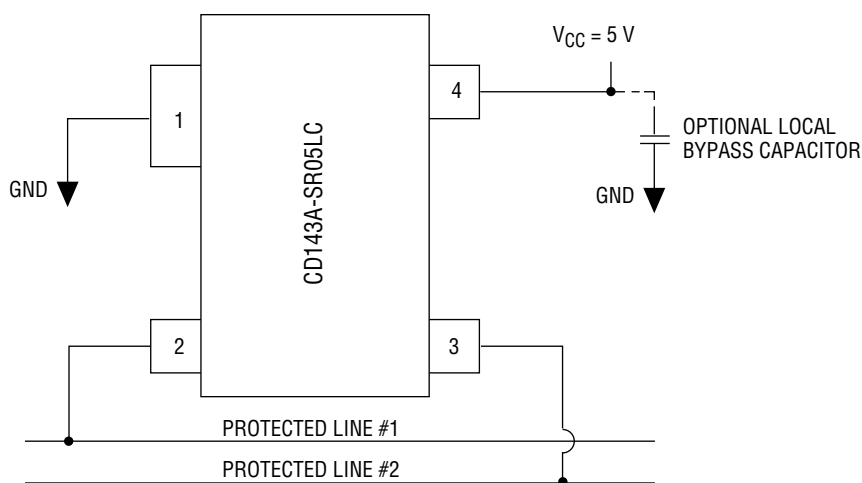 V_CC = 5 V
1
4
CD143A-SR05LC
OPTIONAL LOCAL
BYPASS CAPACITOR
GND
GND
2
3
PROTECTED LINE #1
PROTECTED LINE #2